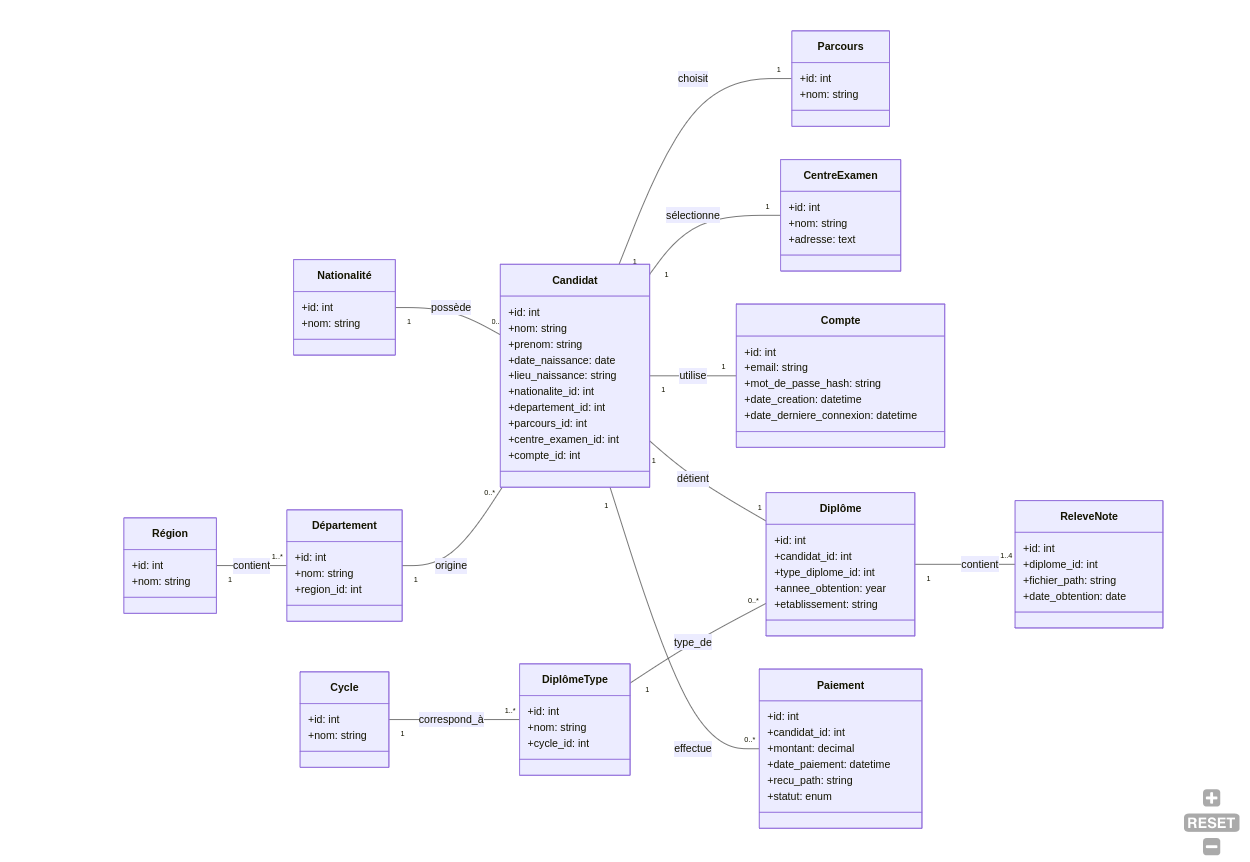 Parcours
+id: int
+nom: string
choisit
1
1
CentreExamen
+id: int
+nom: string
+adresse: text
sélectionne
1
1
Nationalité
+id: int
+nom: string
possède
1
0..
Candidat
+id: int
+nom: string
+prenom: string
+date_naissance: date
+lieu_naissance: string
+nationalite_id: int
+departement_id: int
+parcours_id: int
+centre_examen_id: int
+compte_id: int
Compte
+id: int
+email: string
+mot_de_passe_hash: string
+date_creation: datetime
+date_derniere_connexion: datetime
utilise
1
1
détient
1
1
Diplôme
+id: int
+candidat_id: int
+type_diplome_id: int
+annee_obtention: year
+etablissement: string
contient
1
1..4
ReleveNote
+id: int
+diplome_id: int
+fichier_path: string
+date_obtention: date
Région
+id: int
+nom: string
contient
1
1..*
Département
+id: int
+nom: string
+region_id: int
origine
1
0..*
Cycle
+id: int
+nom: string
correspond_à
1
1..*
DiplômeType
+id: int
+nom: string
+cycle_id: int
type_de
1
0..*
effectue
1
0..*
Paiement
+id: int
+candidat_id: int
+montant: decimal
+date_paiement: datetime
+recu_path: string
+statut: enum
RESET